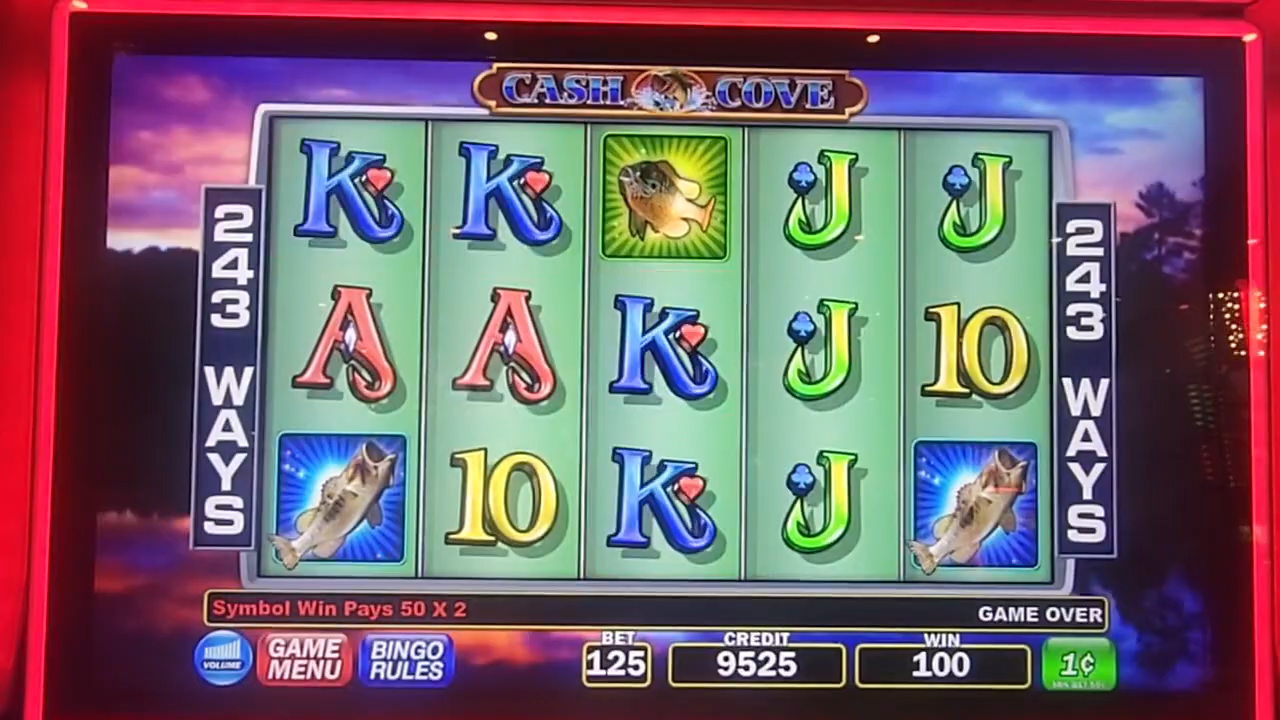 CASH COVE
K K J J
243 WAYS
A A K J 10
243 WAYS
10 K J
Symbol Win Pays 50 X 2
GAME OVER
VOLUME
GAME MENU
BINGO RULES
BET
125
CREDIT
9525
WIN
100
1¢